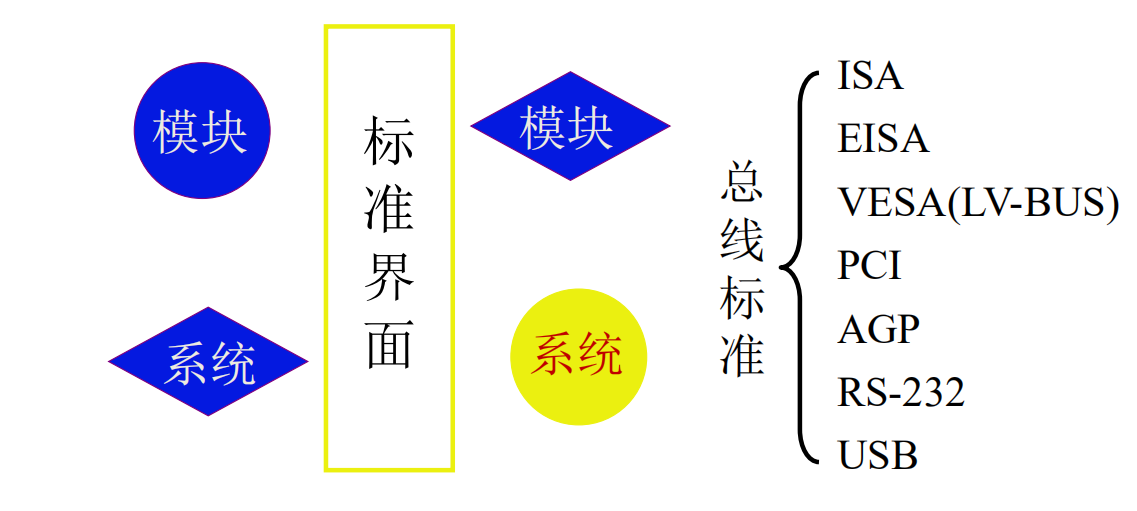 模块
系统
标准界面
模块
系统
总线标准
ISA
EISA
VESA(LV-BUS)
PCI
AGP
RS-232
USB